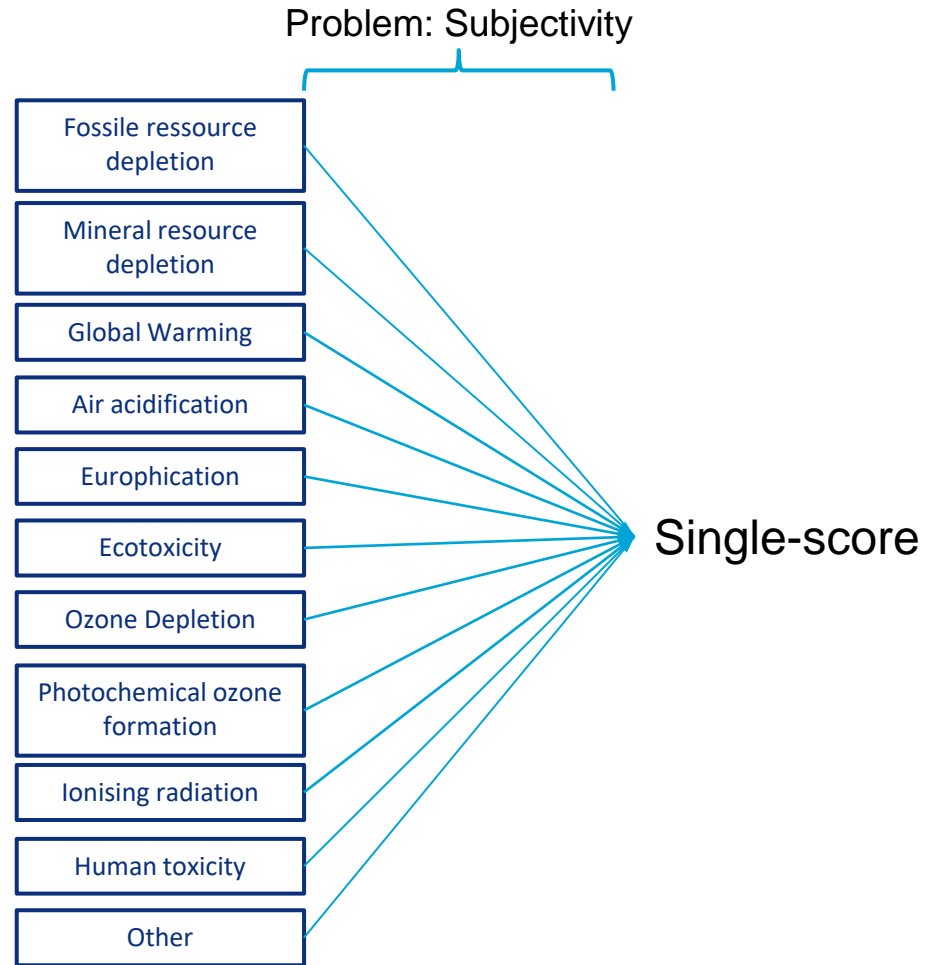 Problem: Subjectivity
Fossile ressource
depletion
Mineral resource
depletion
Global Warming
Air acidification
Europhication
Ecotoxicity
Ozone Depletion
Photochemical ozone
formation
Ionising radiation
Human toxicity
Other
Single-score